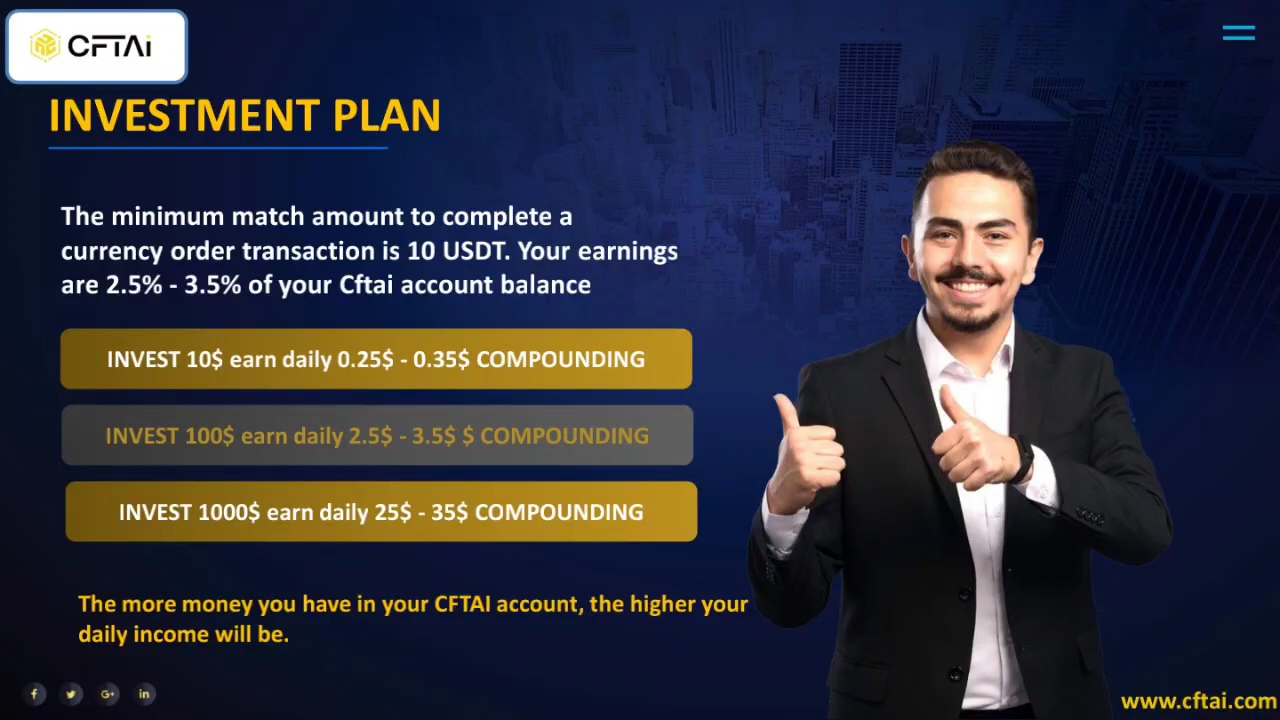 CFTAi
INVESTMENT PLAN
The minimum match amount to complete a
currency order transaction is 10 USDT. Your earnings
are 2.5% - 3.5% of your Cftai account balance
INVEST 10$ earn daily 0.25$ - 0.35$ COMPOUNDING
INVEST 100$ earn daily 2.5$ - 3.5$ $ COMPOUNDING
INVEST 1000$ earn daily 25$ - 35$ COMPOUNDING
The more money you have in your CFTAI account, the higher your
daily income will be.
f
G+
in
www.cftai.com